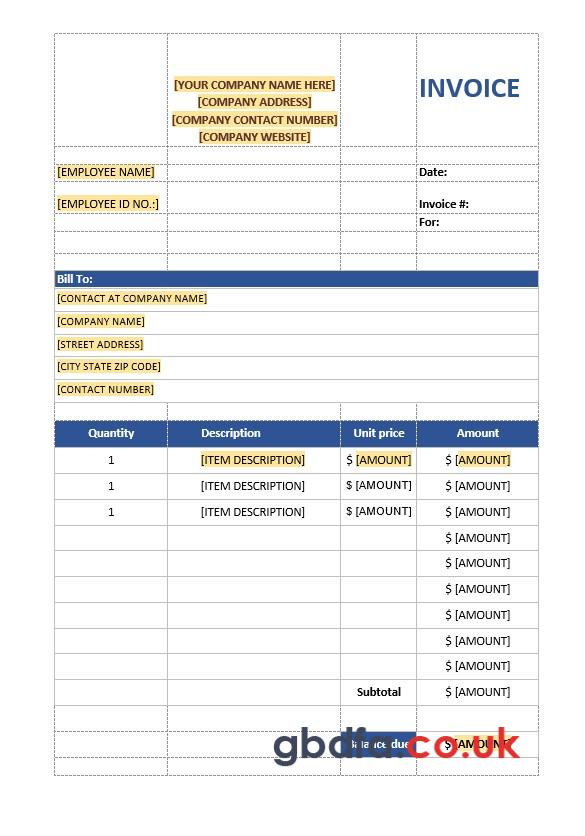 [YOUR COMPANY NAME HERE]
[COMPANY ADDRESS]
[COMPANY CONTACT NUMBER]
[COMPANY WEBSITE]
INVOICE
[EMPLOYEE NAME] Date:
[EMPLOYEE ID NO.:] Invoice #:
For:
Bill To:
[CONTACT AT COMPANY NAME]
[COMPANY NAME]
[STREET ADDRESS]
[CITY STATE ZIP CODE]
[CONTACT NUMBER]
Quantity Description Unit price Amount
1 [ITEM DESCRIPTION] $ [AMOUNT] $ [AMOUNT]
1 [ITEM DESCRIPTION] $ [AMOUNT] $ [AMOUNT]
1 [ITEM DESCRIPTION] $ [AMOUNT] $ [AMOUNT]
$ [AMOUNT]
$ [AMOUNT]
$ [AMOUNT]
$ [AMOUNT]
$ [AMOUNT]
$ [AMOUNT]
Subtotal $ [AMOUNT]
Balance due $ [AMOUNT]
gbdfa.co.uk